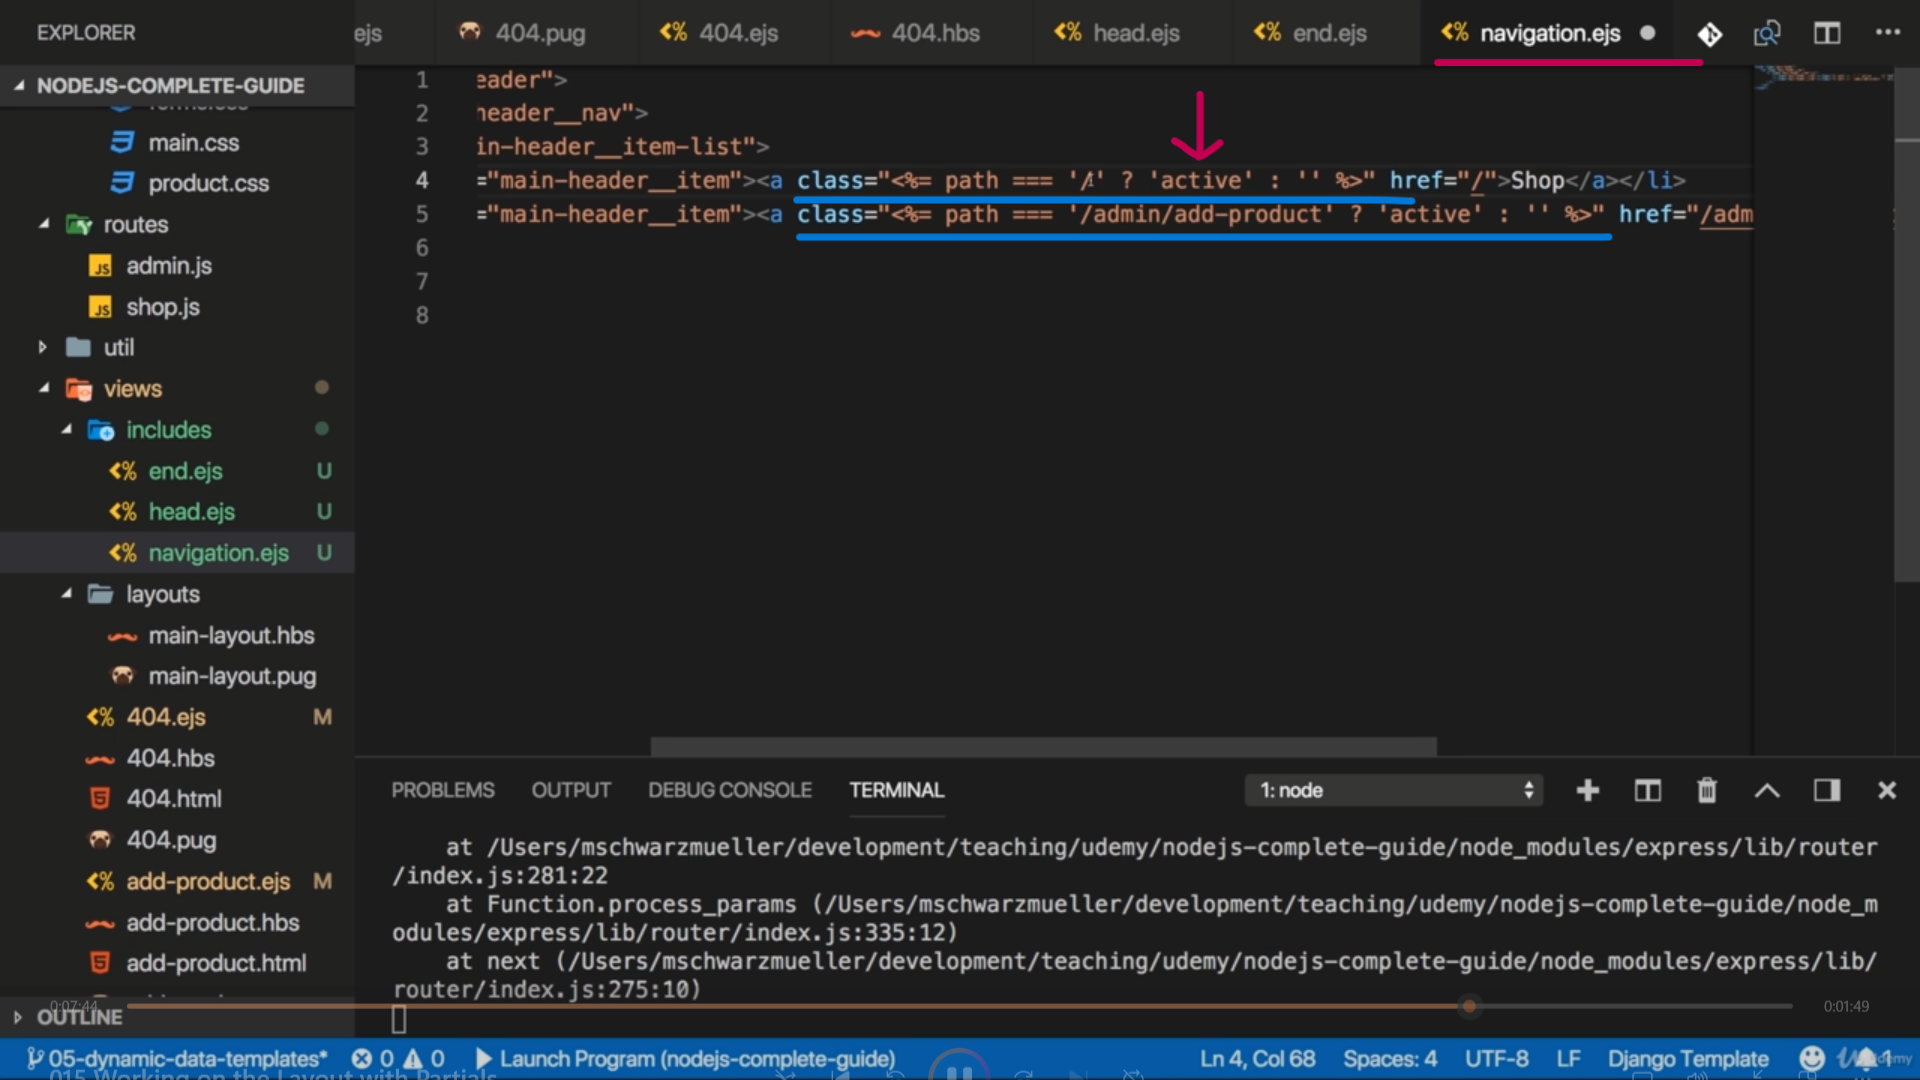 EXPLORER
ejs
404.pug
404.ejs
404.hbs
head.ejs
end.ejs
navigation.ejs
NODEJS-COMPLETE-GUIDE
forms.css
main.css
product.css
routes
admin.js
shop.js
util
views
includes
end.ejs U
head.ejs U
navigation.ejs U
layouts
main-layout.hbs
main-layout.pug
404.ejs M
404.hbs
404.html
404.pug
add-product.ejs M
add-product.hbs
add-product.html
OUTLINE
1 eader">
2 header__nav">
3 in-header__item-list">
4 ="main-header__item"><a class="<%= path === '/' ? 'active' : '' %>" href="/">Shop</a></li>
5 ="main-header__item"><a class="<%= path === '/admin/add-product' ? 'active' : '' %>" href="/adm
6
7
8
PROBLEMS OUTPUT DEBUG CONSOLE TERMINAL
1: node
at /Users/mschwarzmueller/development/teaching/udemy/nodejs-complete-guide/node_modules/express/lib/router
/index.js:281:22
at Function.process_params (/Users/mschwarzmueller/development/teaching/udemy/nodejs-complete-guide/node_m
odules/express/lib/router/index.js:335:12)
at next (/Users/mschwarzmueller/development/teaching/udemy/nodejs-complete-guide/node_modules/express/lib/
router/index.js:275:10)
0:07:44
0:01:49
05-dynamic-data-templates* 0 0 Launch Program (nodejs-complete-guide) Ln 4, Col 68 Spaces: 4 UTF-8 LF Django Template 1
015 Working on the Layout with Partials